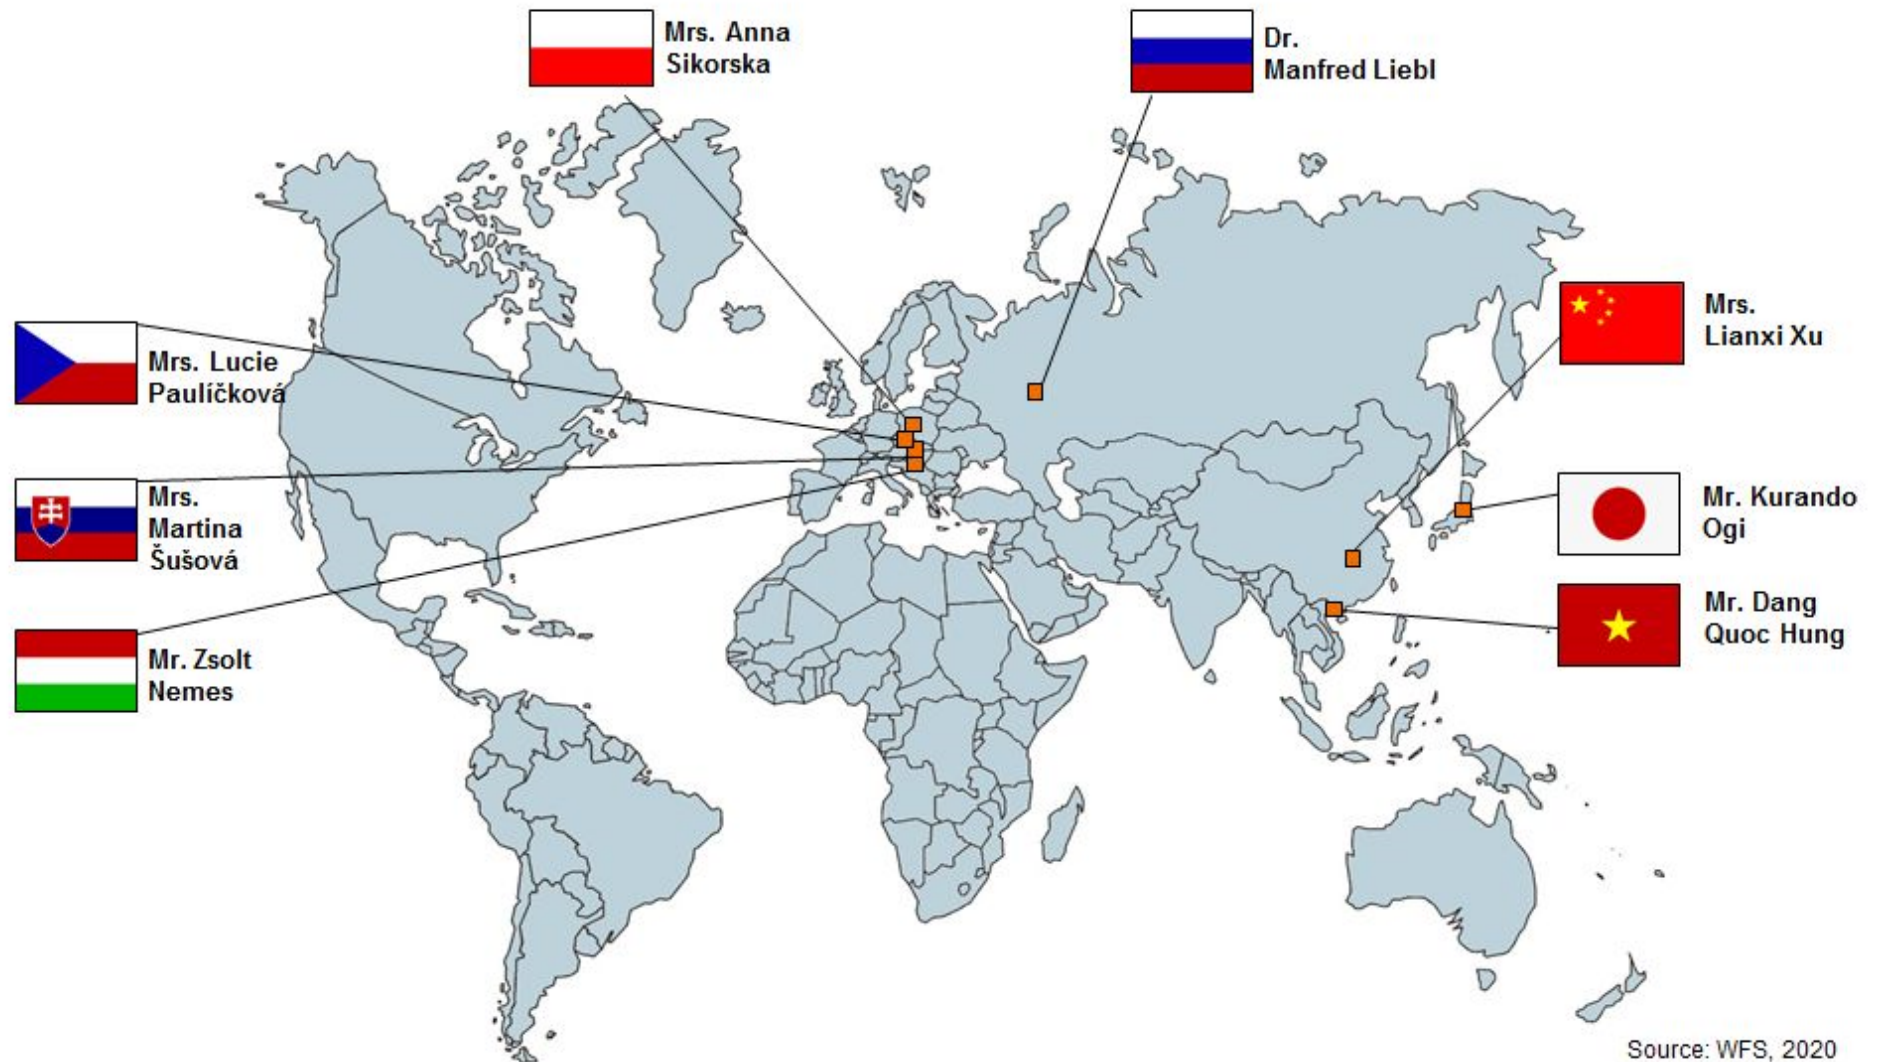 Mrs. Anna
Sikorska
Dr.
Manfred Liebl
Mrs.
Lianxi Xu
Mrs. Lucie
Paulíčková
Mrs.
Martina
Šušová
Mr. Kurando
Ogi
Mr. Dang
Quoc Hung
Mr. Zsolt
Nemes
Source: WFS, 2020